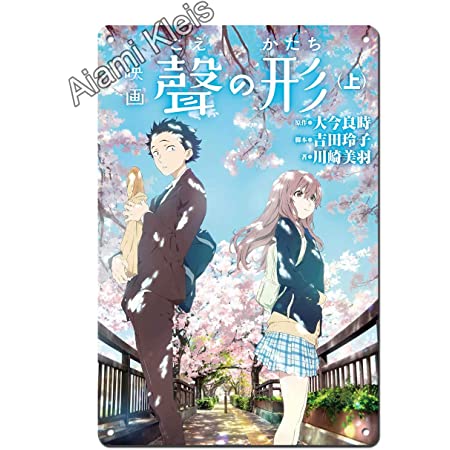 Aiami Kleis
こえ かたち
映画 聲の形(上)
原作●大今良時
脚本●吉田玲子
著●川崎美羽